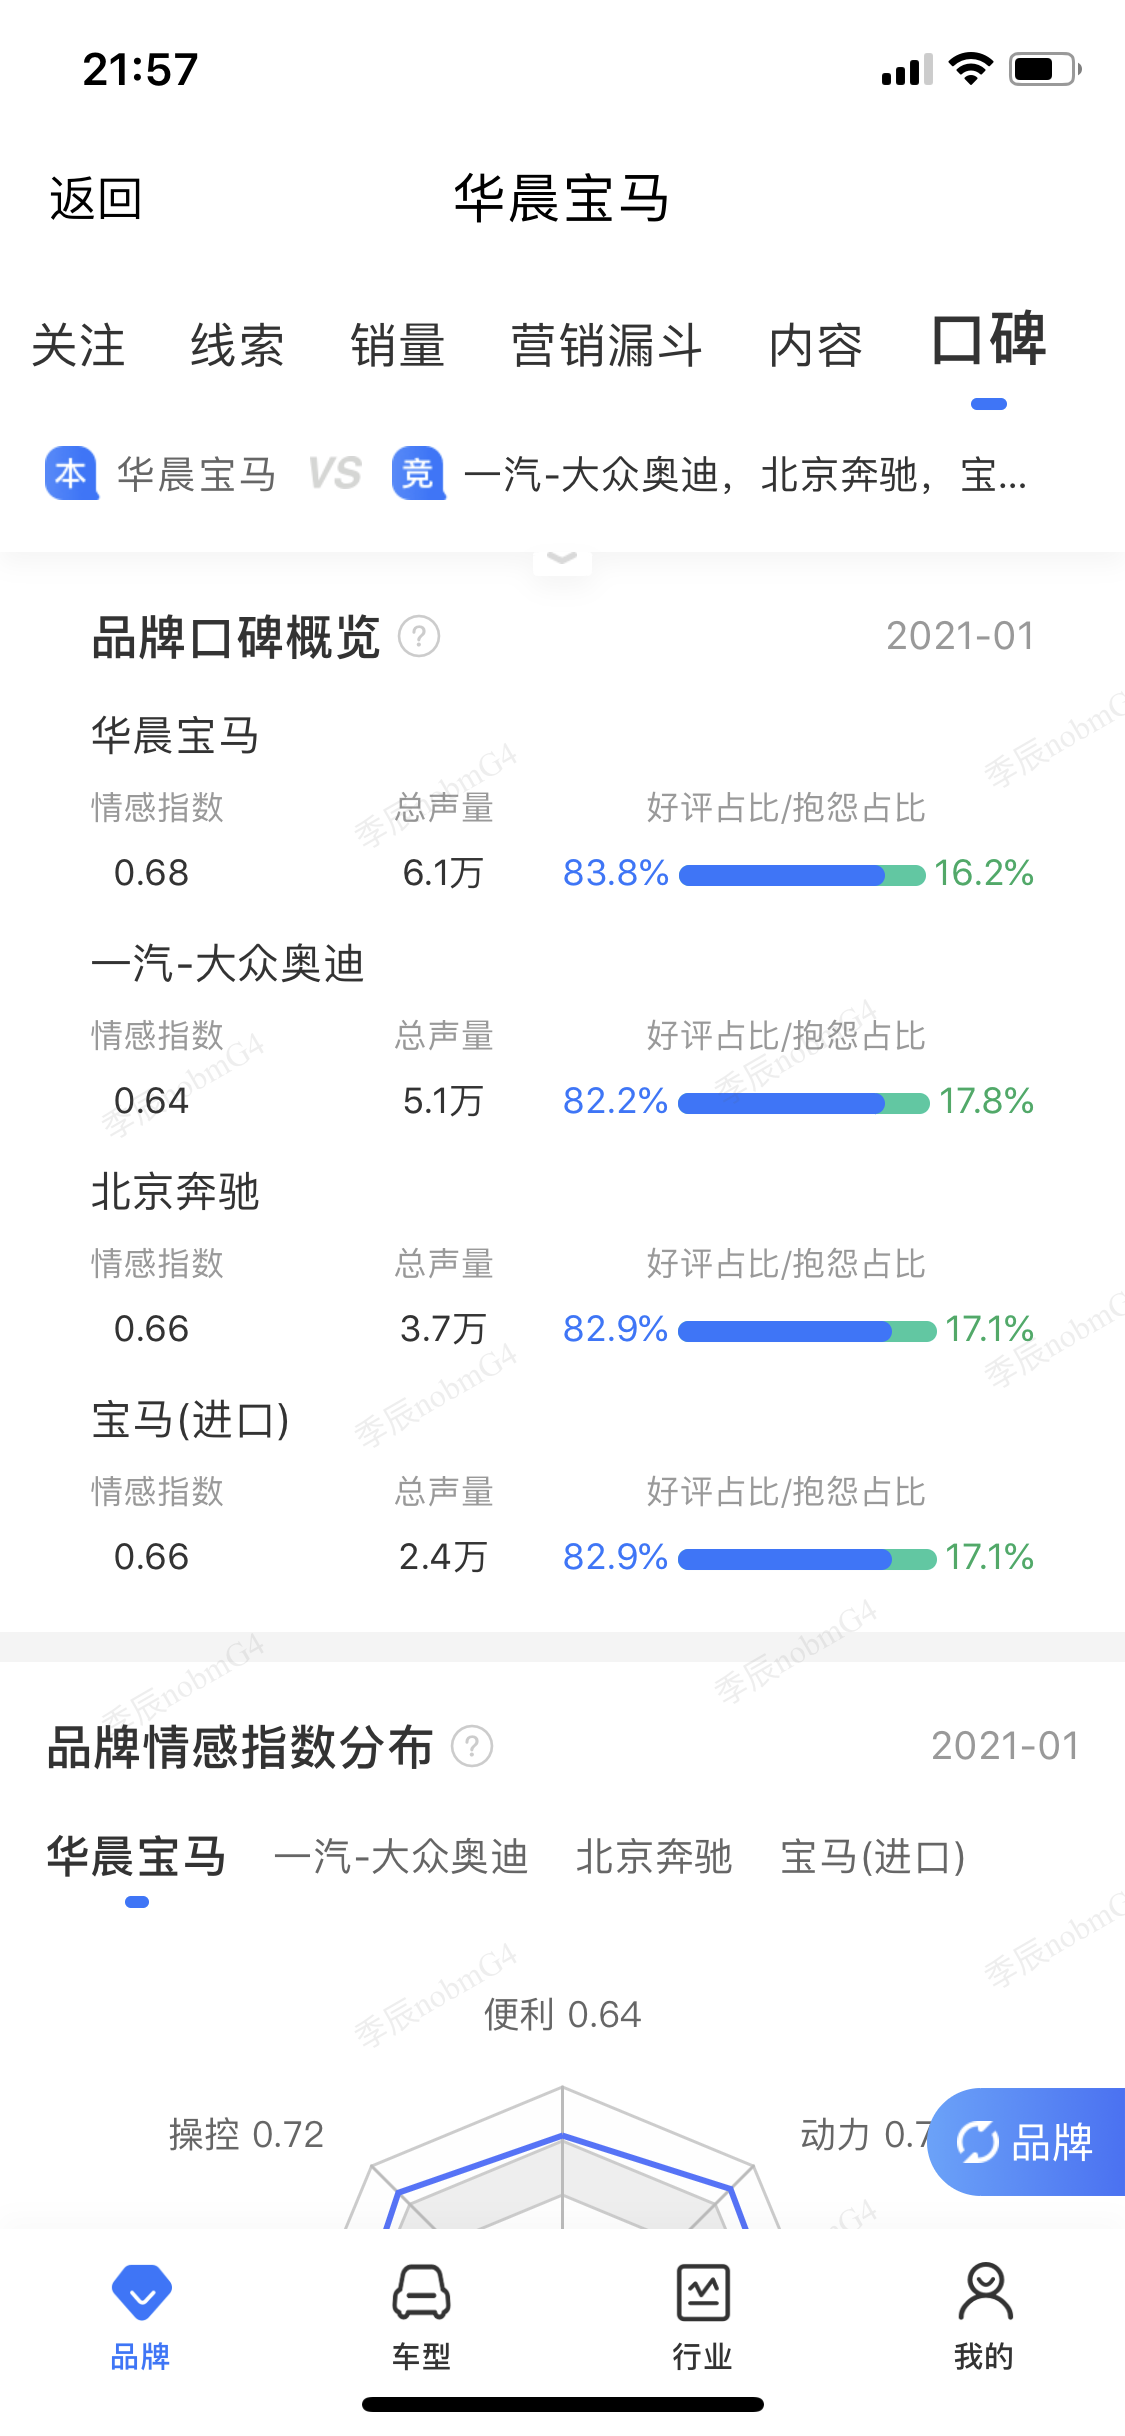 21:57
返回
华晨宝马
关注 线索 销量 营销漏斗 内容 口碑
本 华晨宝马 VS 竞 一汽-大众奥迪，北京奔驰，宝...
品牌口碑概览 ? 2021-01
华晨宝马
情感指数 总声量 好评占比/抱怨占比
0.68 6.1万 83.8% 16.2%
一汽-大众奥迪
情感指数 总声量 好评占比/抱怨占比
0.64 5.1万 82.2% 17.8%
北京奔驰
情感指数 总声量 好评占比/抱怨占比
0.66 3.7万 82.9% 17.1%
宝马(进口)
情感指数 总声量 好评占比/抱怨占比
0.66 2.4万 82.9% 17.1%
季辰nobmG4
品牌情感指数分布 ? 2021-01
华晨宝马 一汽-大众奥迪 北京奔驰 宝马(进口)
便利 0.64
操控 0.72 动力 0.7
品牌
品牌 车型 行业 我的